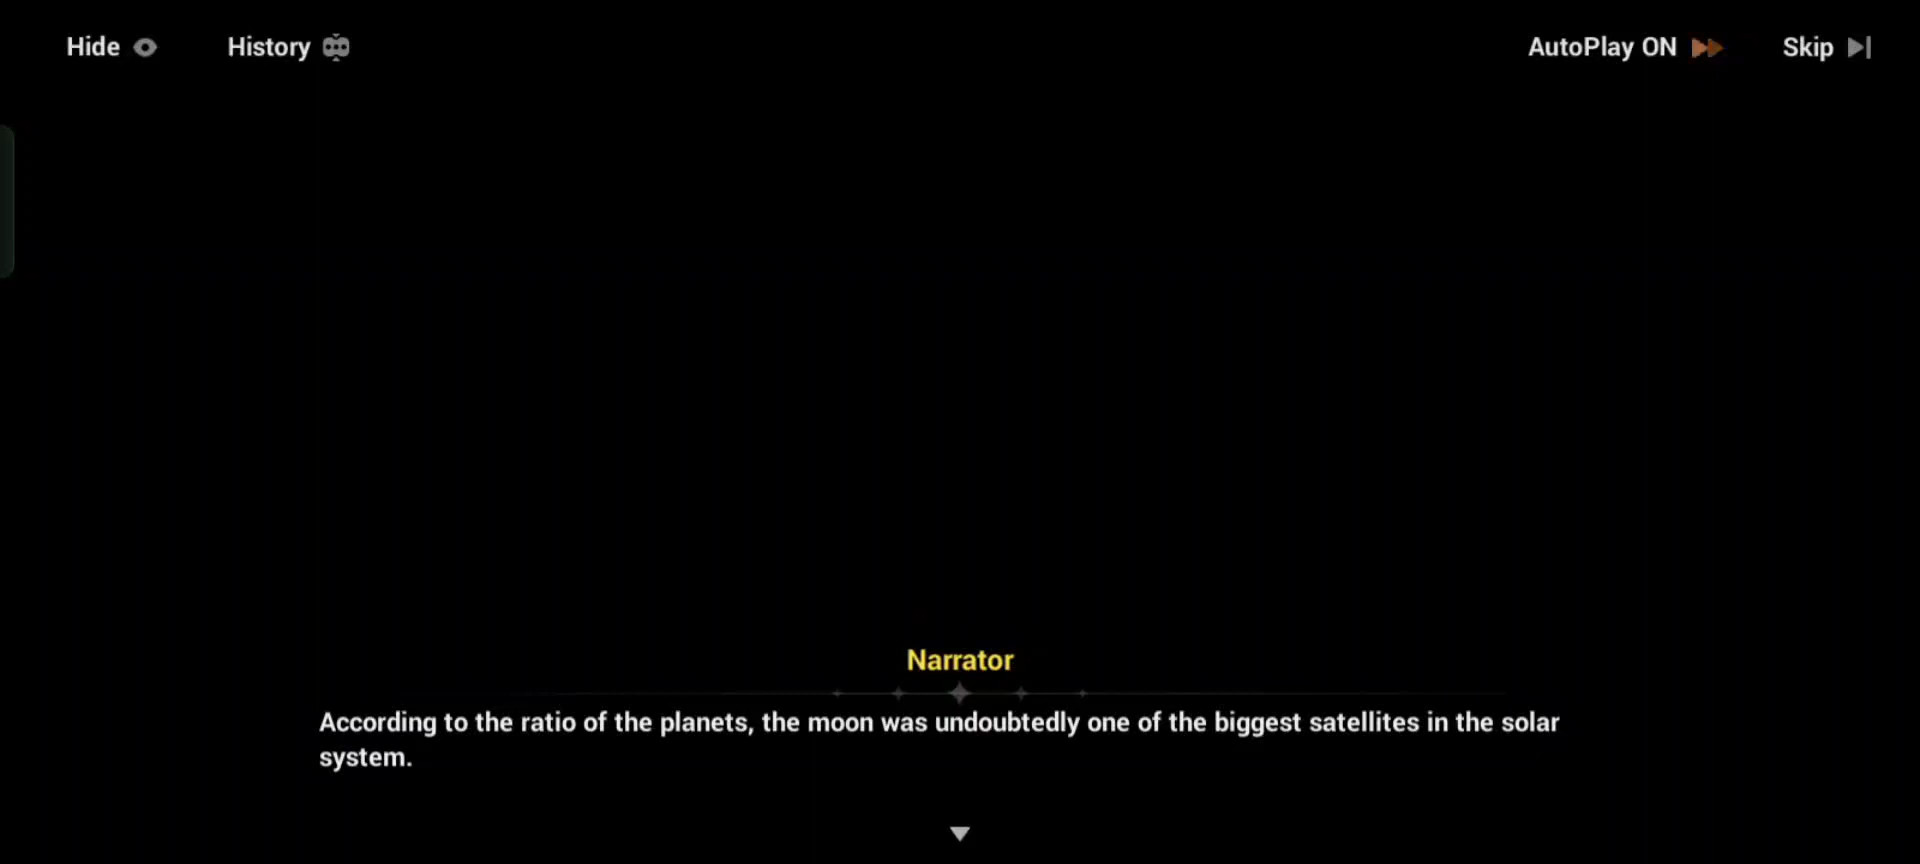 Hide
History
AutoPlay ON
Skip
Narrator
According to the ratio of the planets, the moon was undoubtedly one of the biggest satellites in the solar
system.